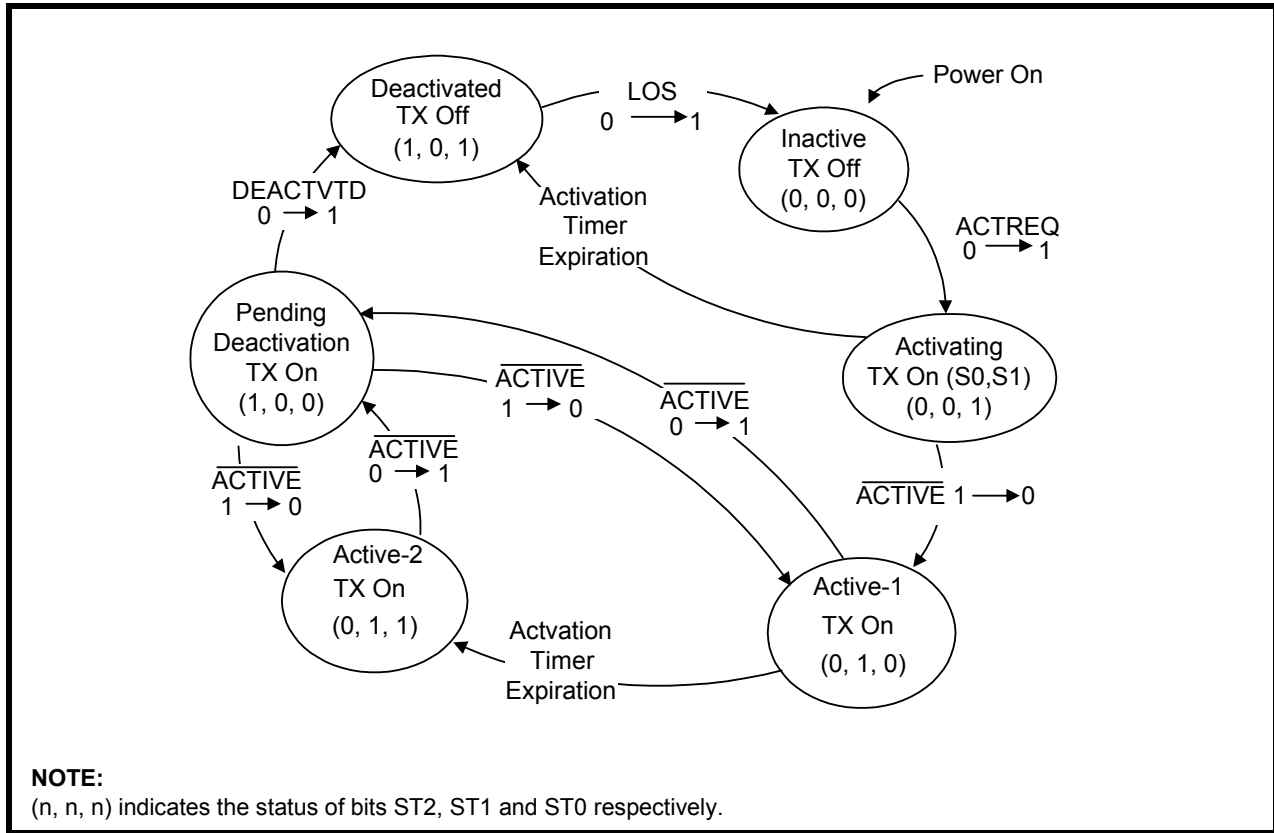 Deactivated
TX Off
(1, 0, 1)
LOS
0 → 1
Power On
Inactive
TX Off
(0, 0, 0)
DEACTVTD
0 → 1
Activation
Timer
Expiration
ACTREQ
0 → 1
Pending
Deactivation
TX On
(1, 0, 0)
Activating
TX On (S0,S1)
(0, 0, 1)
ACTIVE
1 → 0
ACTIVE
0 → 1
ACTIVE
0 → 1
ACTIVE
1 → 0
ACTIVE 1 → 0
Active-2
TX On
(0, 1, 1)
Active-1
TX On
(0, 1, 0)
Actvation
Timer
Expiration
NOTE:
(n, n, n) indicates the status of bits ST2, ST1 and ST0 respectively.